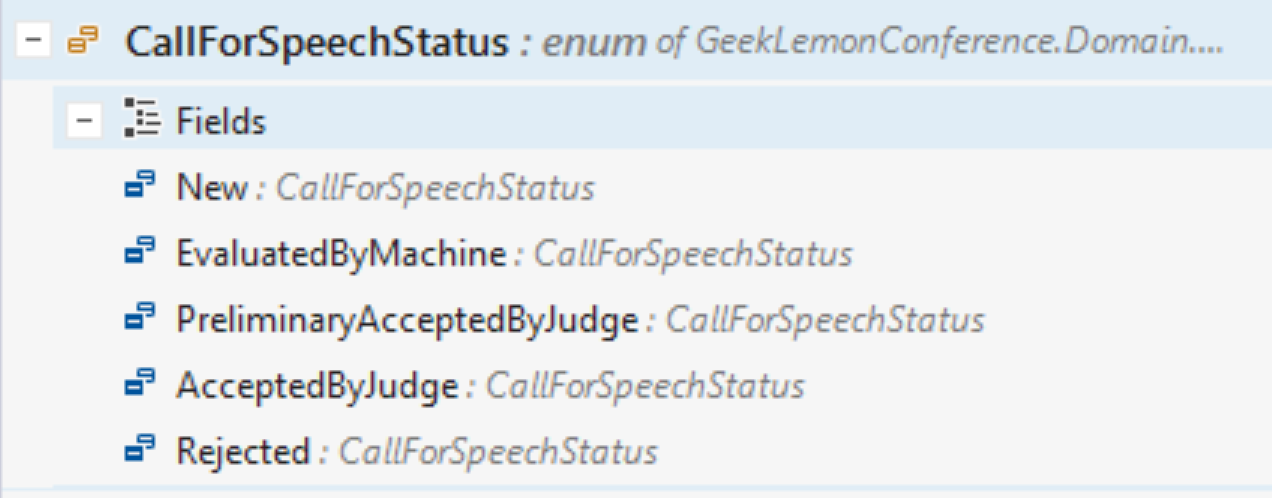 CallForSpeechStatus : enum of GeekLemonConference.Domain....
Fields
New : CallForSpeechStatus
EvaluatedByMachine : CallForSpeechStatus
PreliminaryAcceptedByJudge : CallForSpeechStatus
AcceptedByJudge : CallForSpeechStatus
Rejected : CallForSpeechStatus